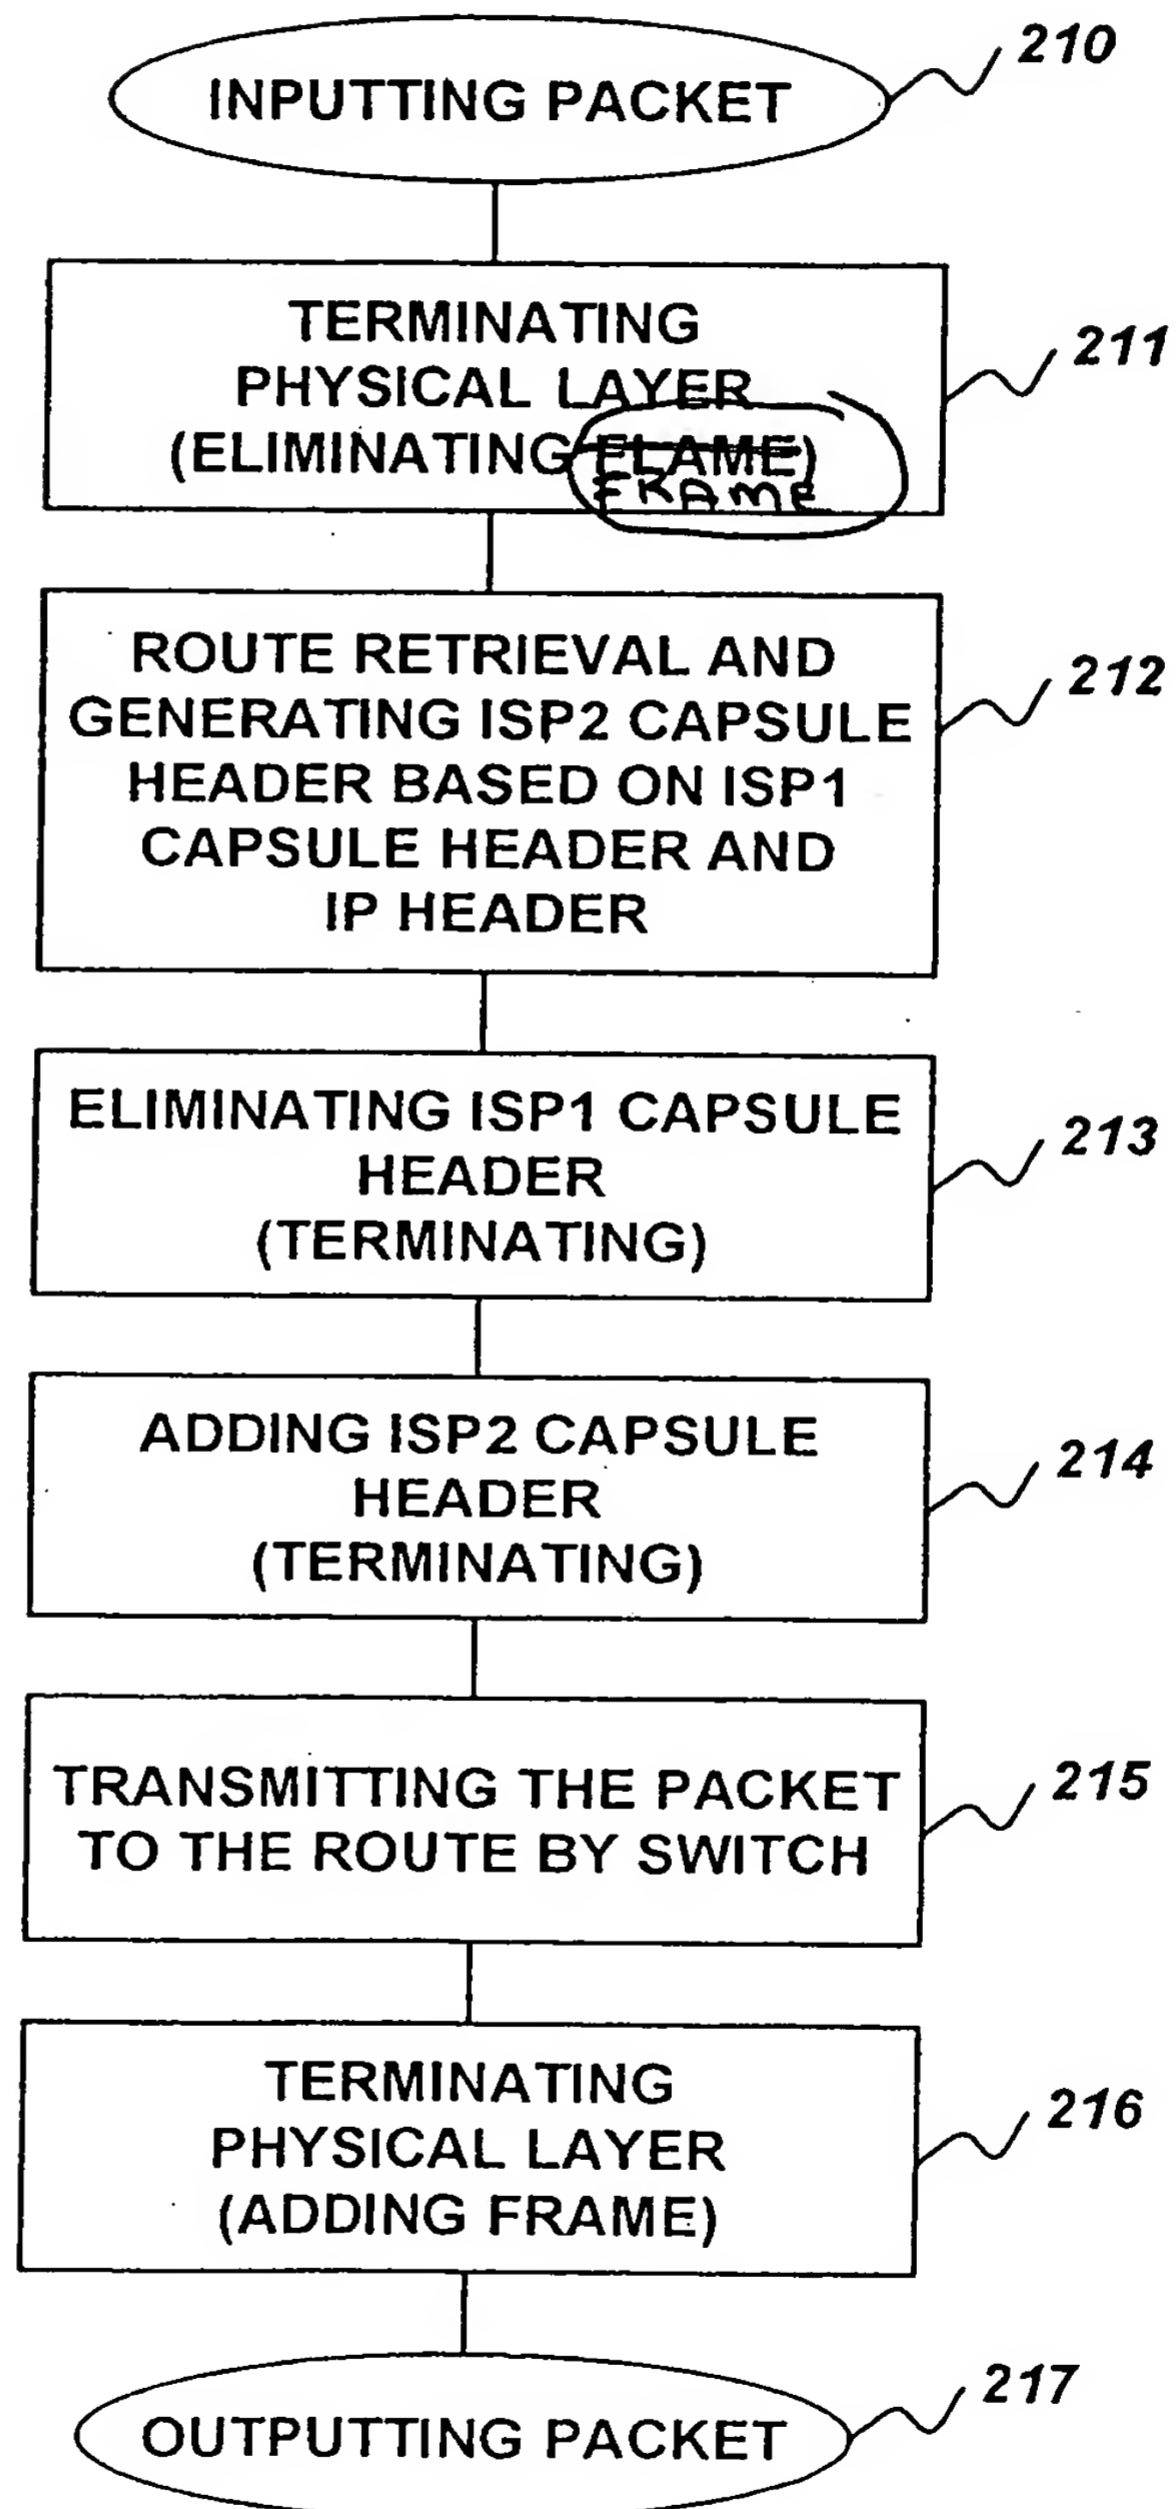 INPUTTING PACKET
210
TERMINATING
PHYSICAL LAYER
(ELIMINATING FLAME)
FRAME
211
ROUTE RETRIEVAL AND
GENERATING ISP2 CAPSULE
HEADER BASED ON ISP1
CAPSULE HEADER AND
IP HEADER
212
ELIMINATING ISP1 CAPSULE
HEADER
(TERMINATING)
213
ADDING ISP2 CAPSULE
HEADER
(TERMINATING)
214
TRANSMITTING THE PACKET
TO THE ROUTE BY SWITCH
215
TERMINATING
PHYSICAL LAYER
(ADDING FRAME)
216
OUTPUTTING PACKET
217